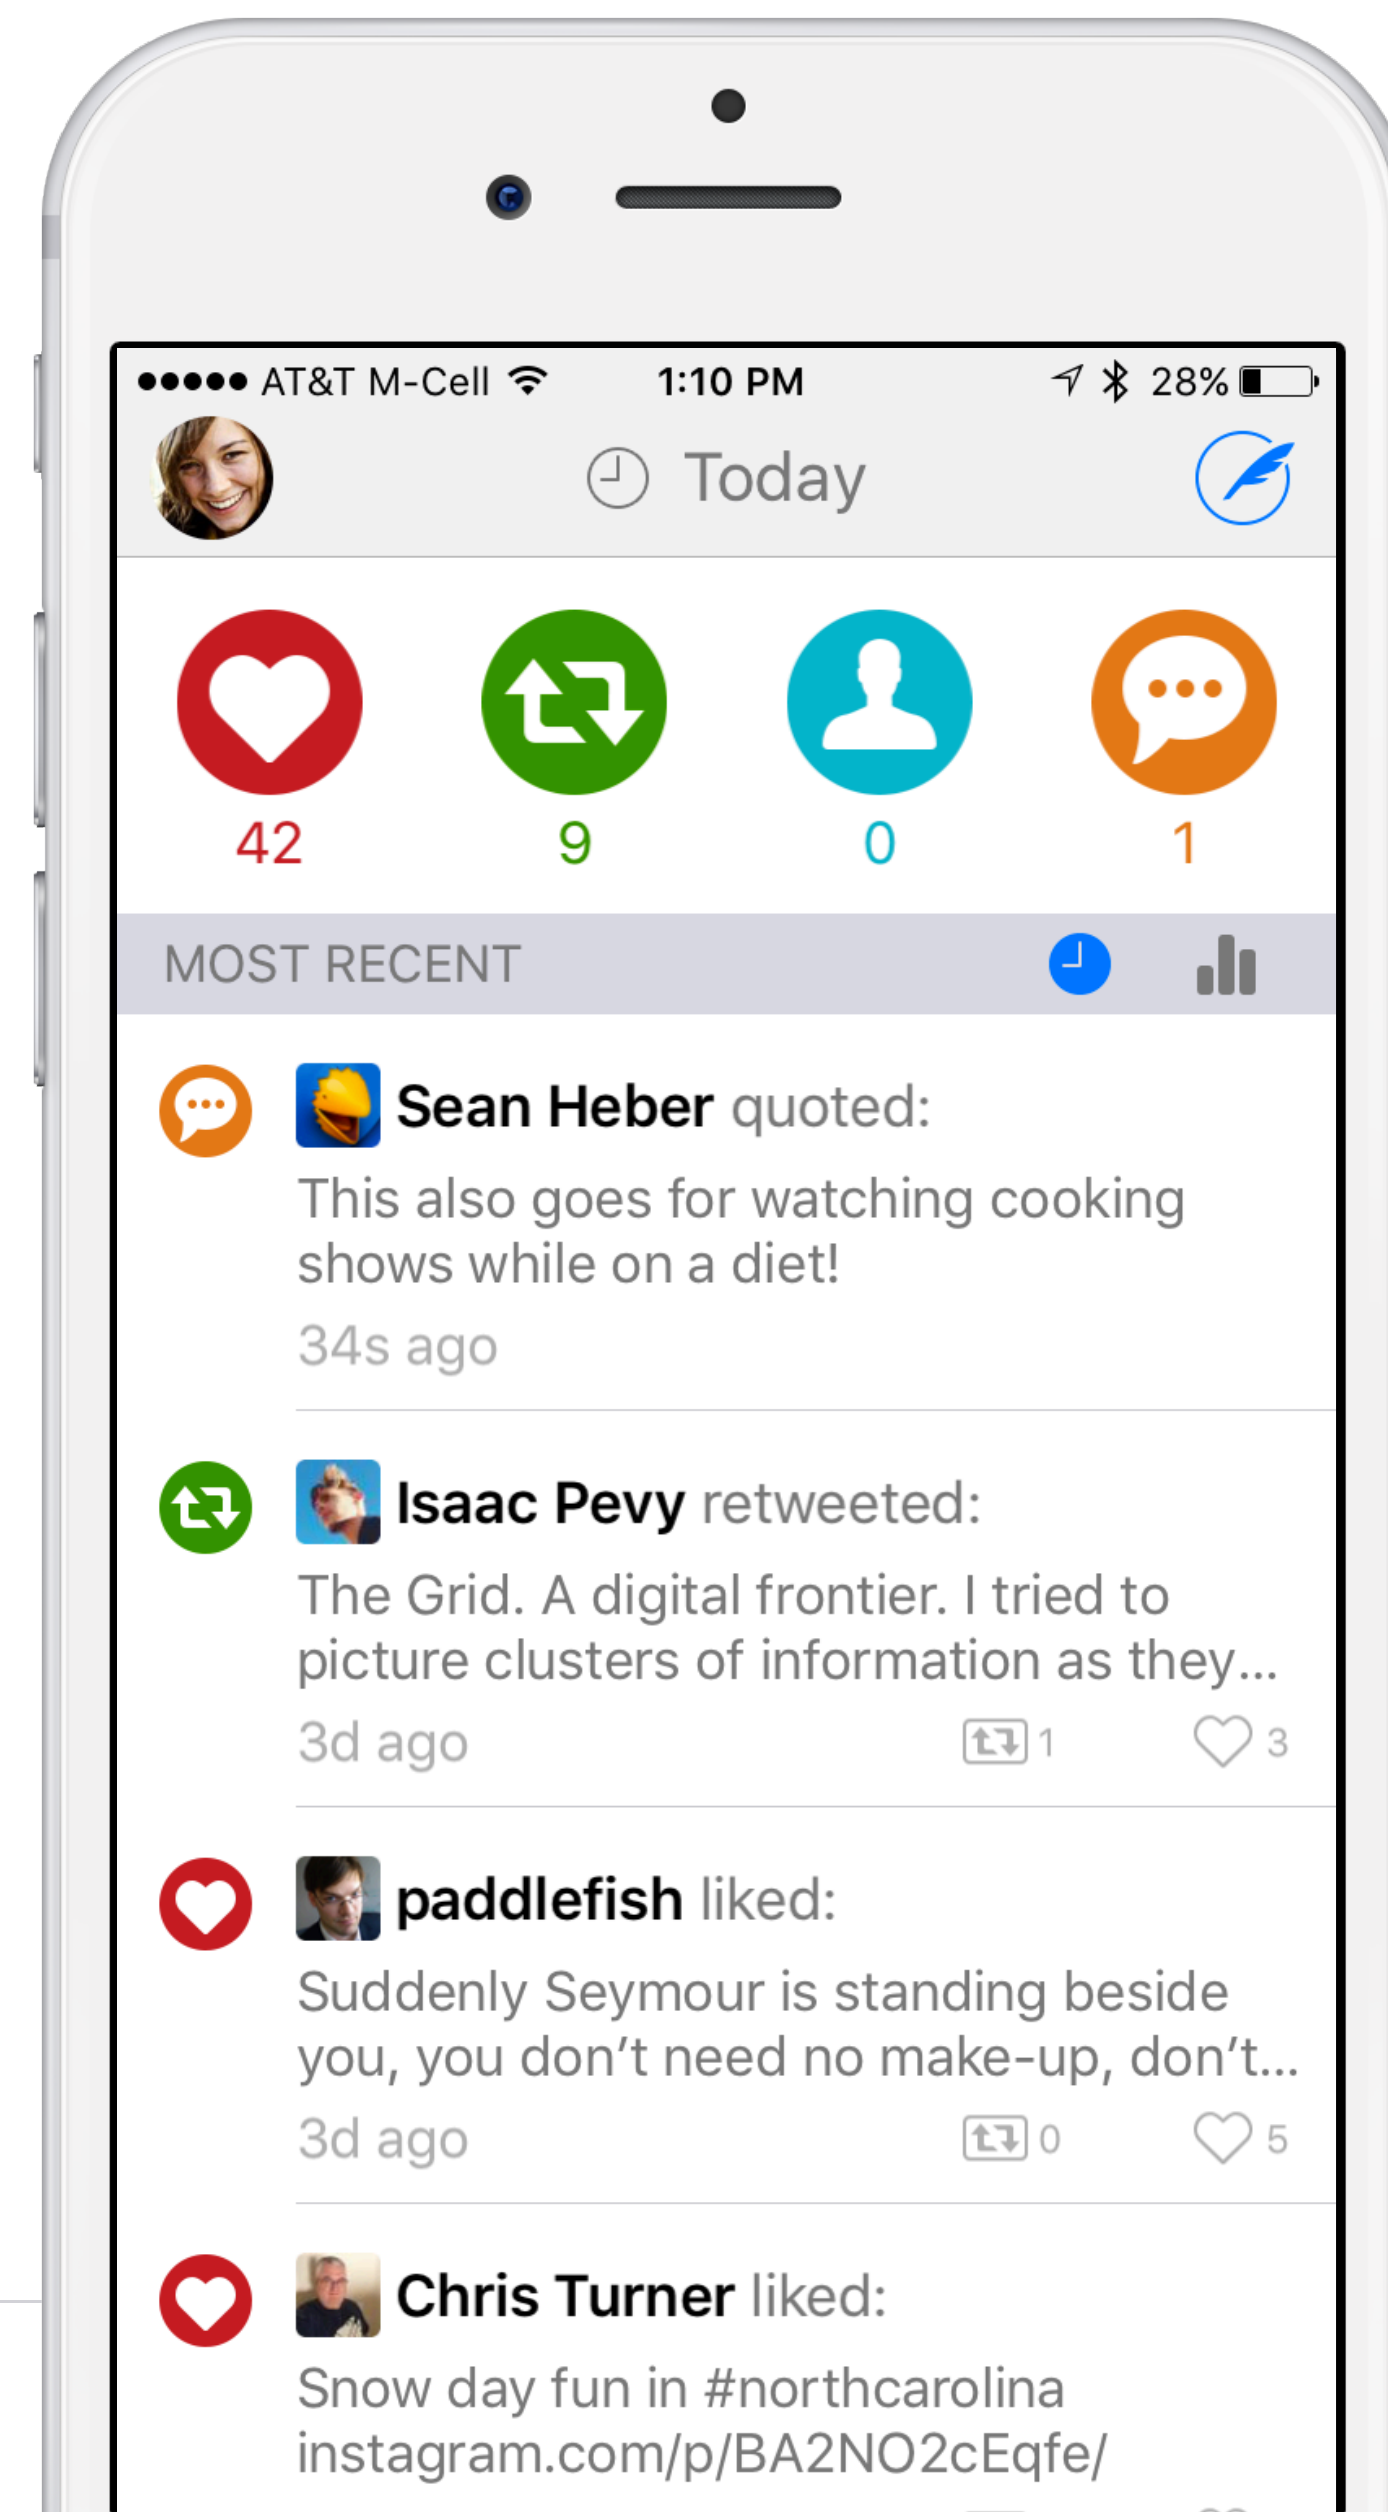 AT&T M-Cell 1:10 PM 28%
Today
42 9 0 1
MOST RECENT
Sean Heber quoted:
This also goes for watching cooking
shows while on a diet!
34s ago
Isaac Pevy retweeted:
The Grid. A digital frontier. I tried to
picture clusters of information as they...
3d ago 1 3
paddlefish liked:
Suddenly Seymour is standing beside
you, you don’t need no make-up, don’t...
3d ago 0 5
Chris Turner liked:
Snow day fun in #northcarolina
instagram.com/p/BA2NO2cEqfe/